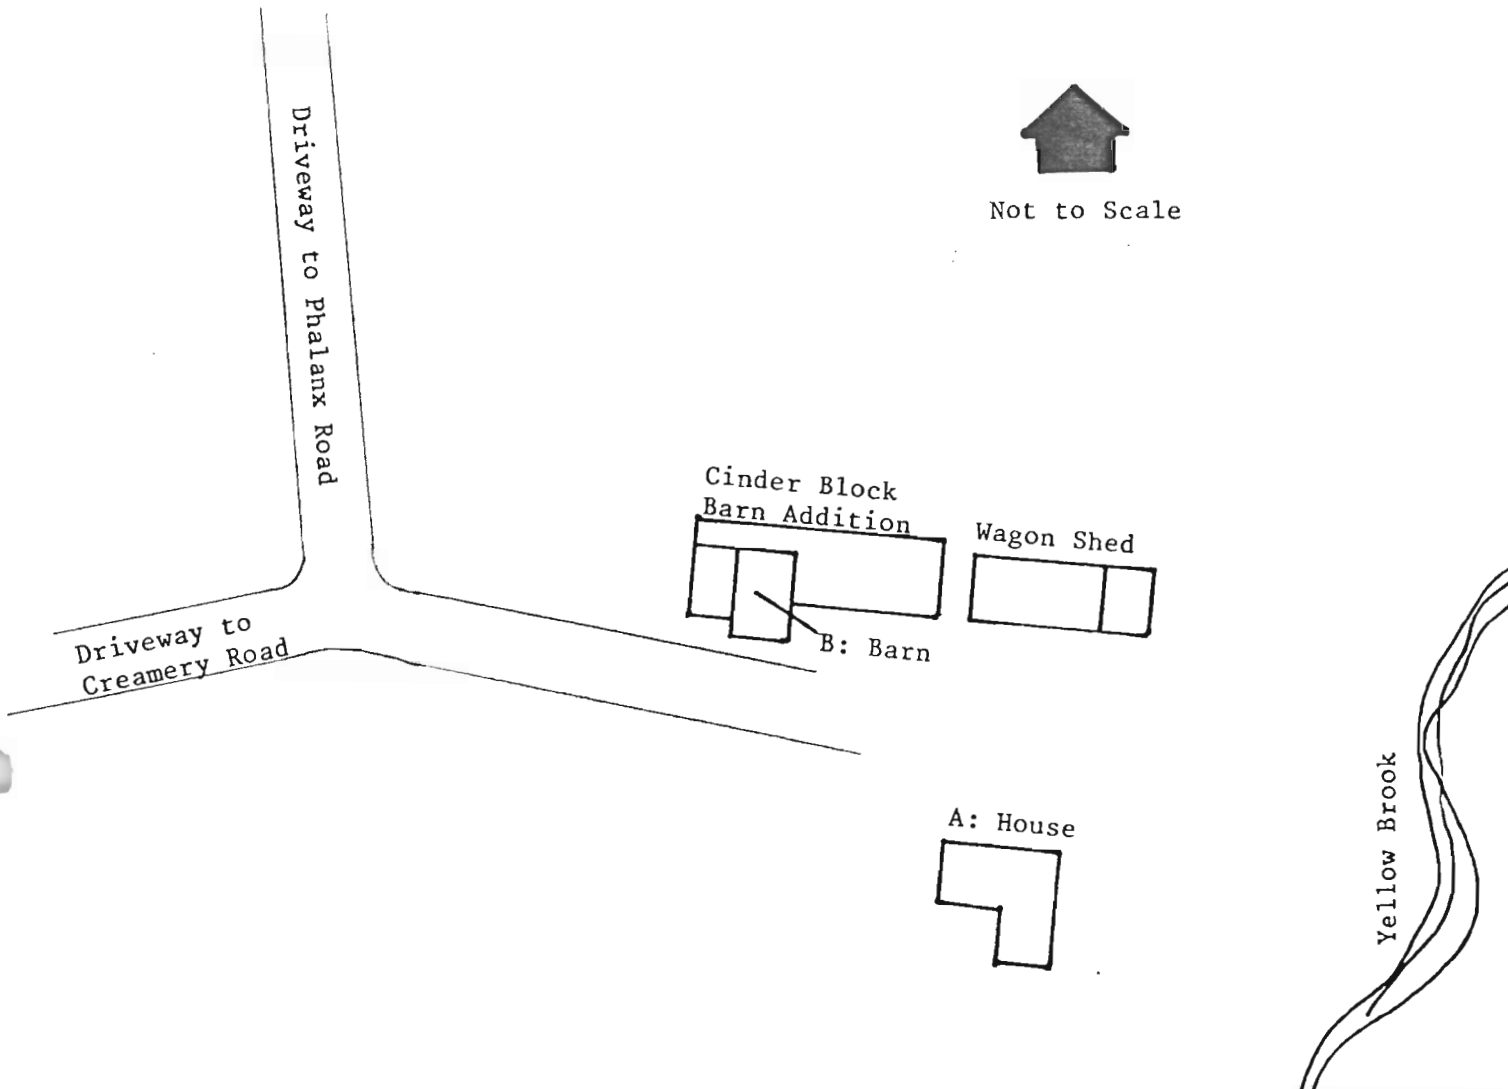 Driveway to Phalanx Road
Not to Scale
Cinder Block
Barn Addition
Wagon Shed
B: Barn
Driveway to
Creamery Road
A: House
Yellow Brook